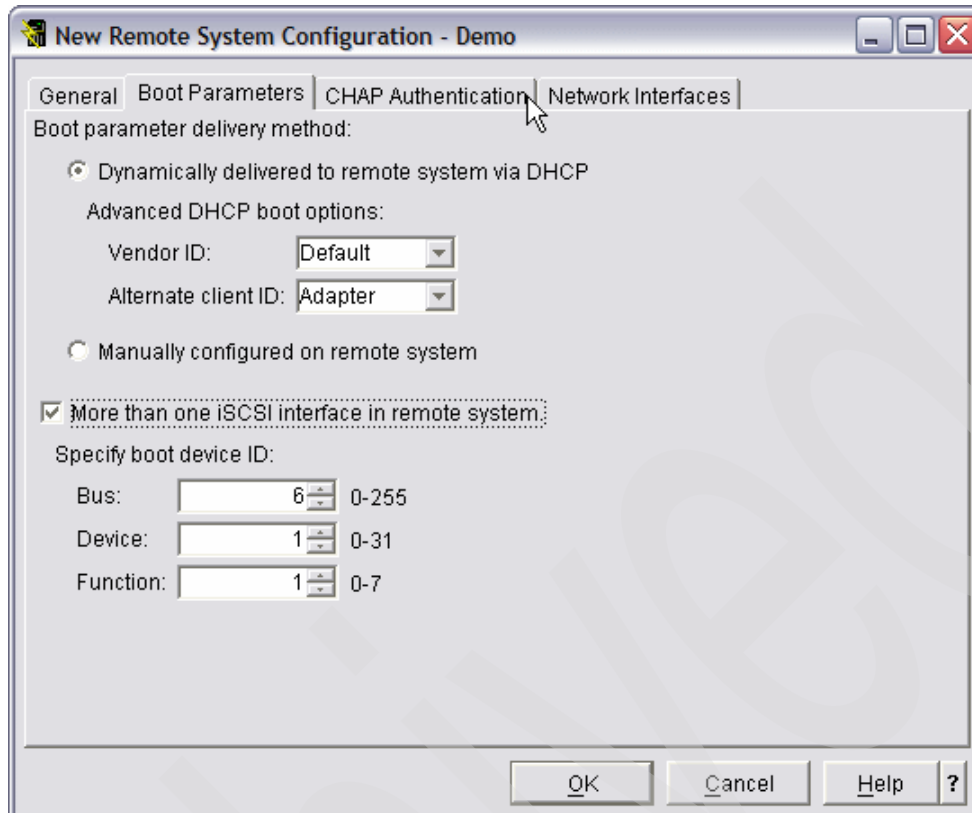 New Remote System Configuration - Demo
General Boot Parameters CHAP Authentication Network Interfaces
Boot parameter delivery method:
Dynamically delivered to remote system via DHCP
Advanced DHCP boot options:
Vendor ID: Default
Alternate client ID: Adapter
Manually configured on remote system
More than one iSCSI interface in remote system.
Specify boot device ID:
Bus: 6 0-255
Device: 1 0-31
Function: 1 0-7
OK Cancel Help ?